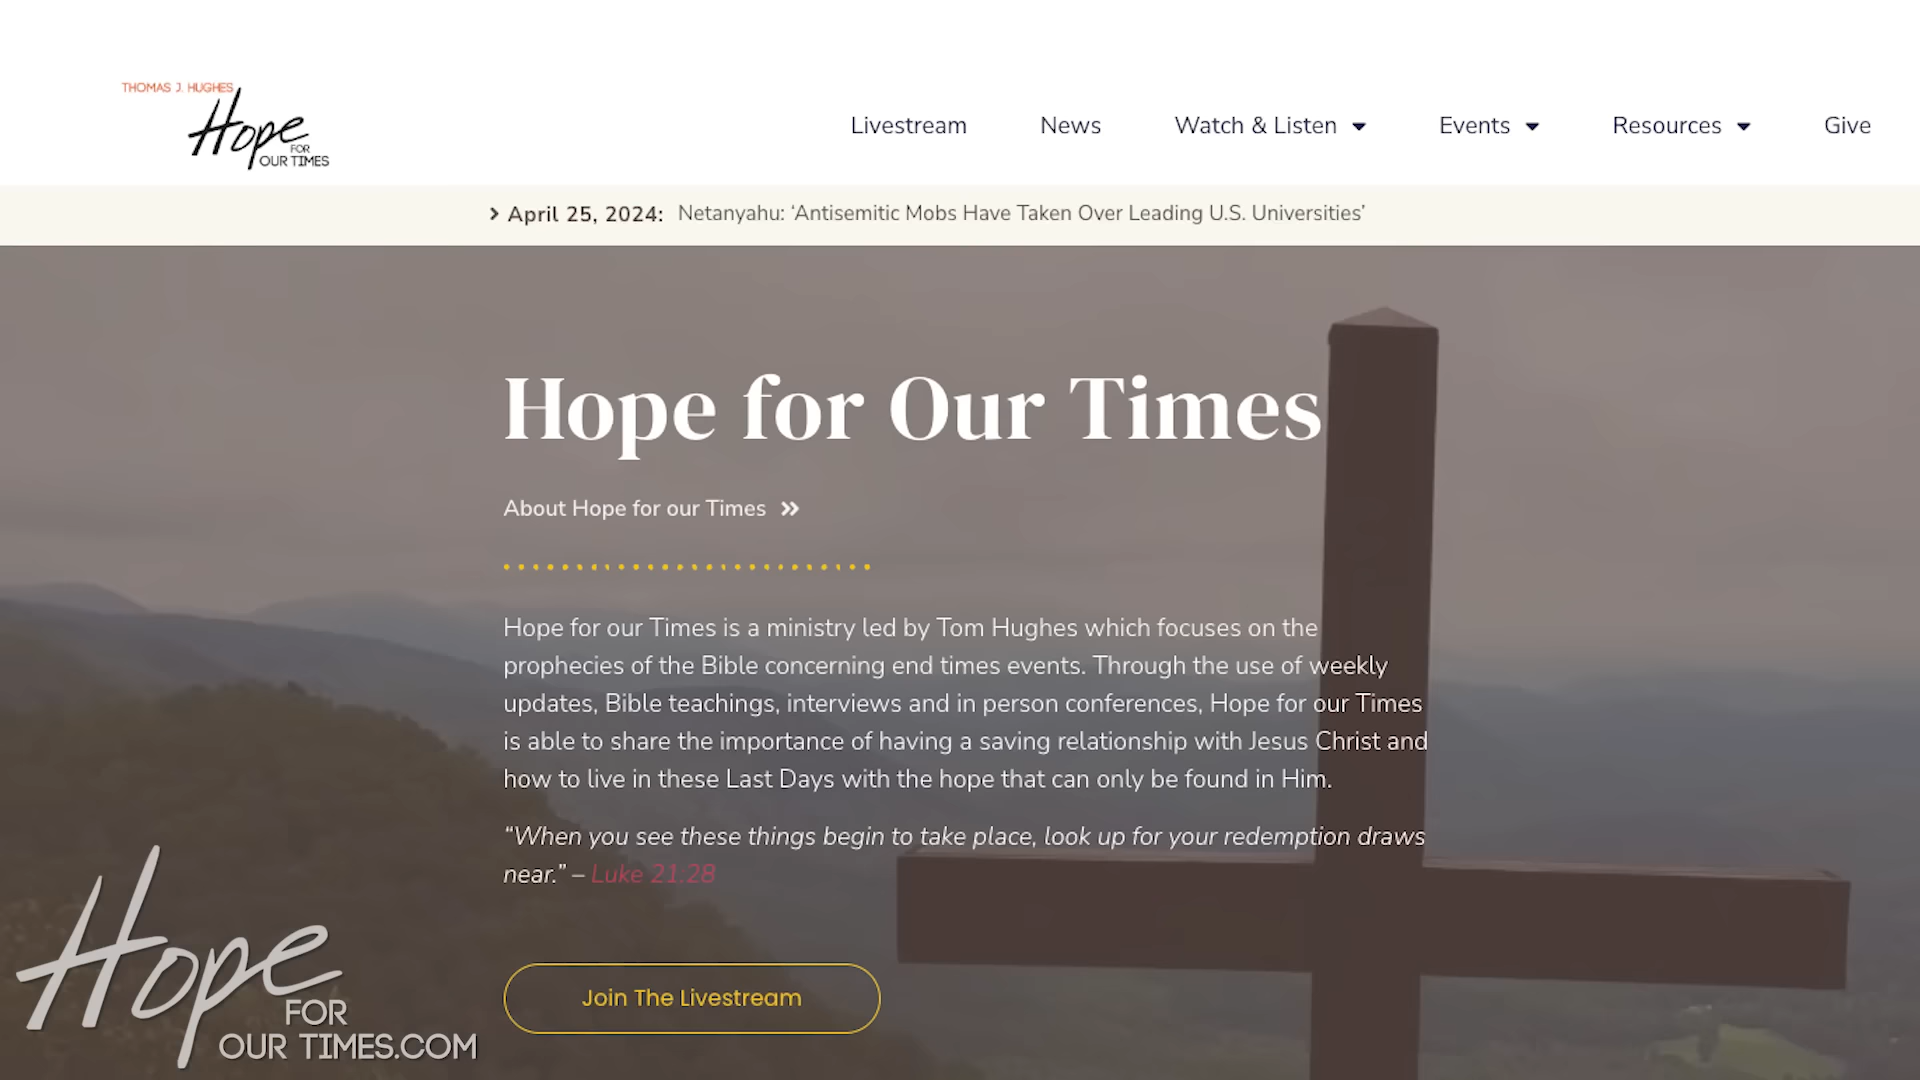 THOMAS J. HUGHES
Hope
FOR
OUR TIMES
Livestream News Watch & Listen Events Resources Give
April 25, 2024: Netanyahu: ‘Antisemitic Mobs Have Taken Over Leading U.S. Universities’
Hope for Our Times
About Hope for our Times »
Hope for our Times is a ministry led by Tom Hughes which focuses on the
prophecies of the Bible concerning end times events. Through the use of weekly
updates, Bible teachings, interviews and in person conferences, Hope for our Times
is able to share the importance of having a saving relationship with Jesus Christ and
how to live in these Last Days with the hope that can only be found in Him.
“When you see these things begin to take place, look up for your redemption draws
near.” – Luke 21:28
Join The Livestream
Hope
FOR
OUR TIMES.COM